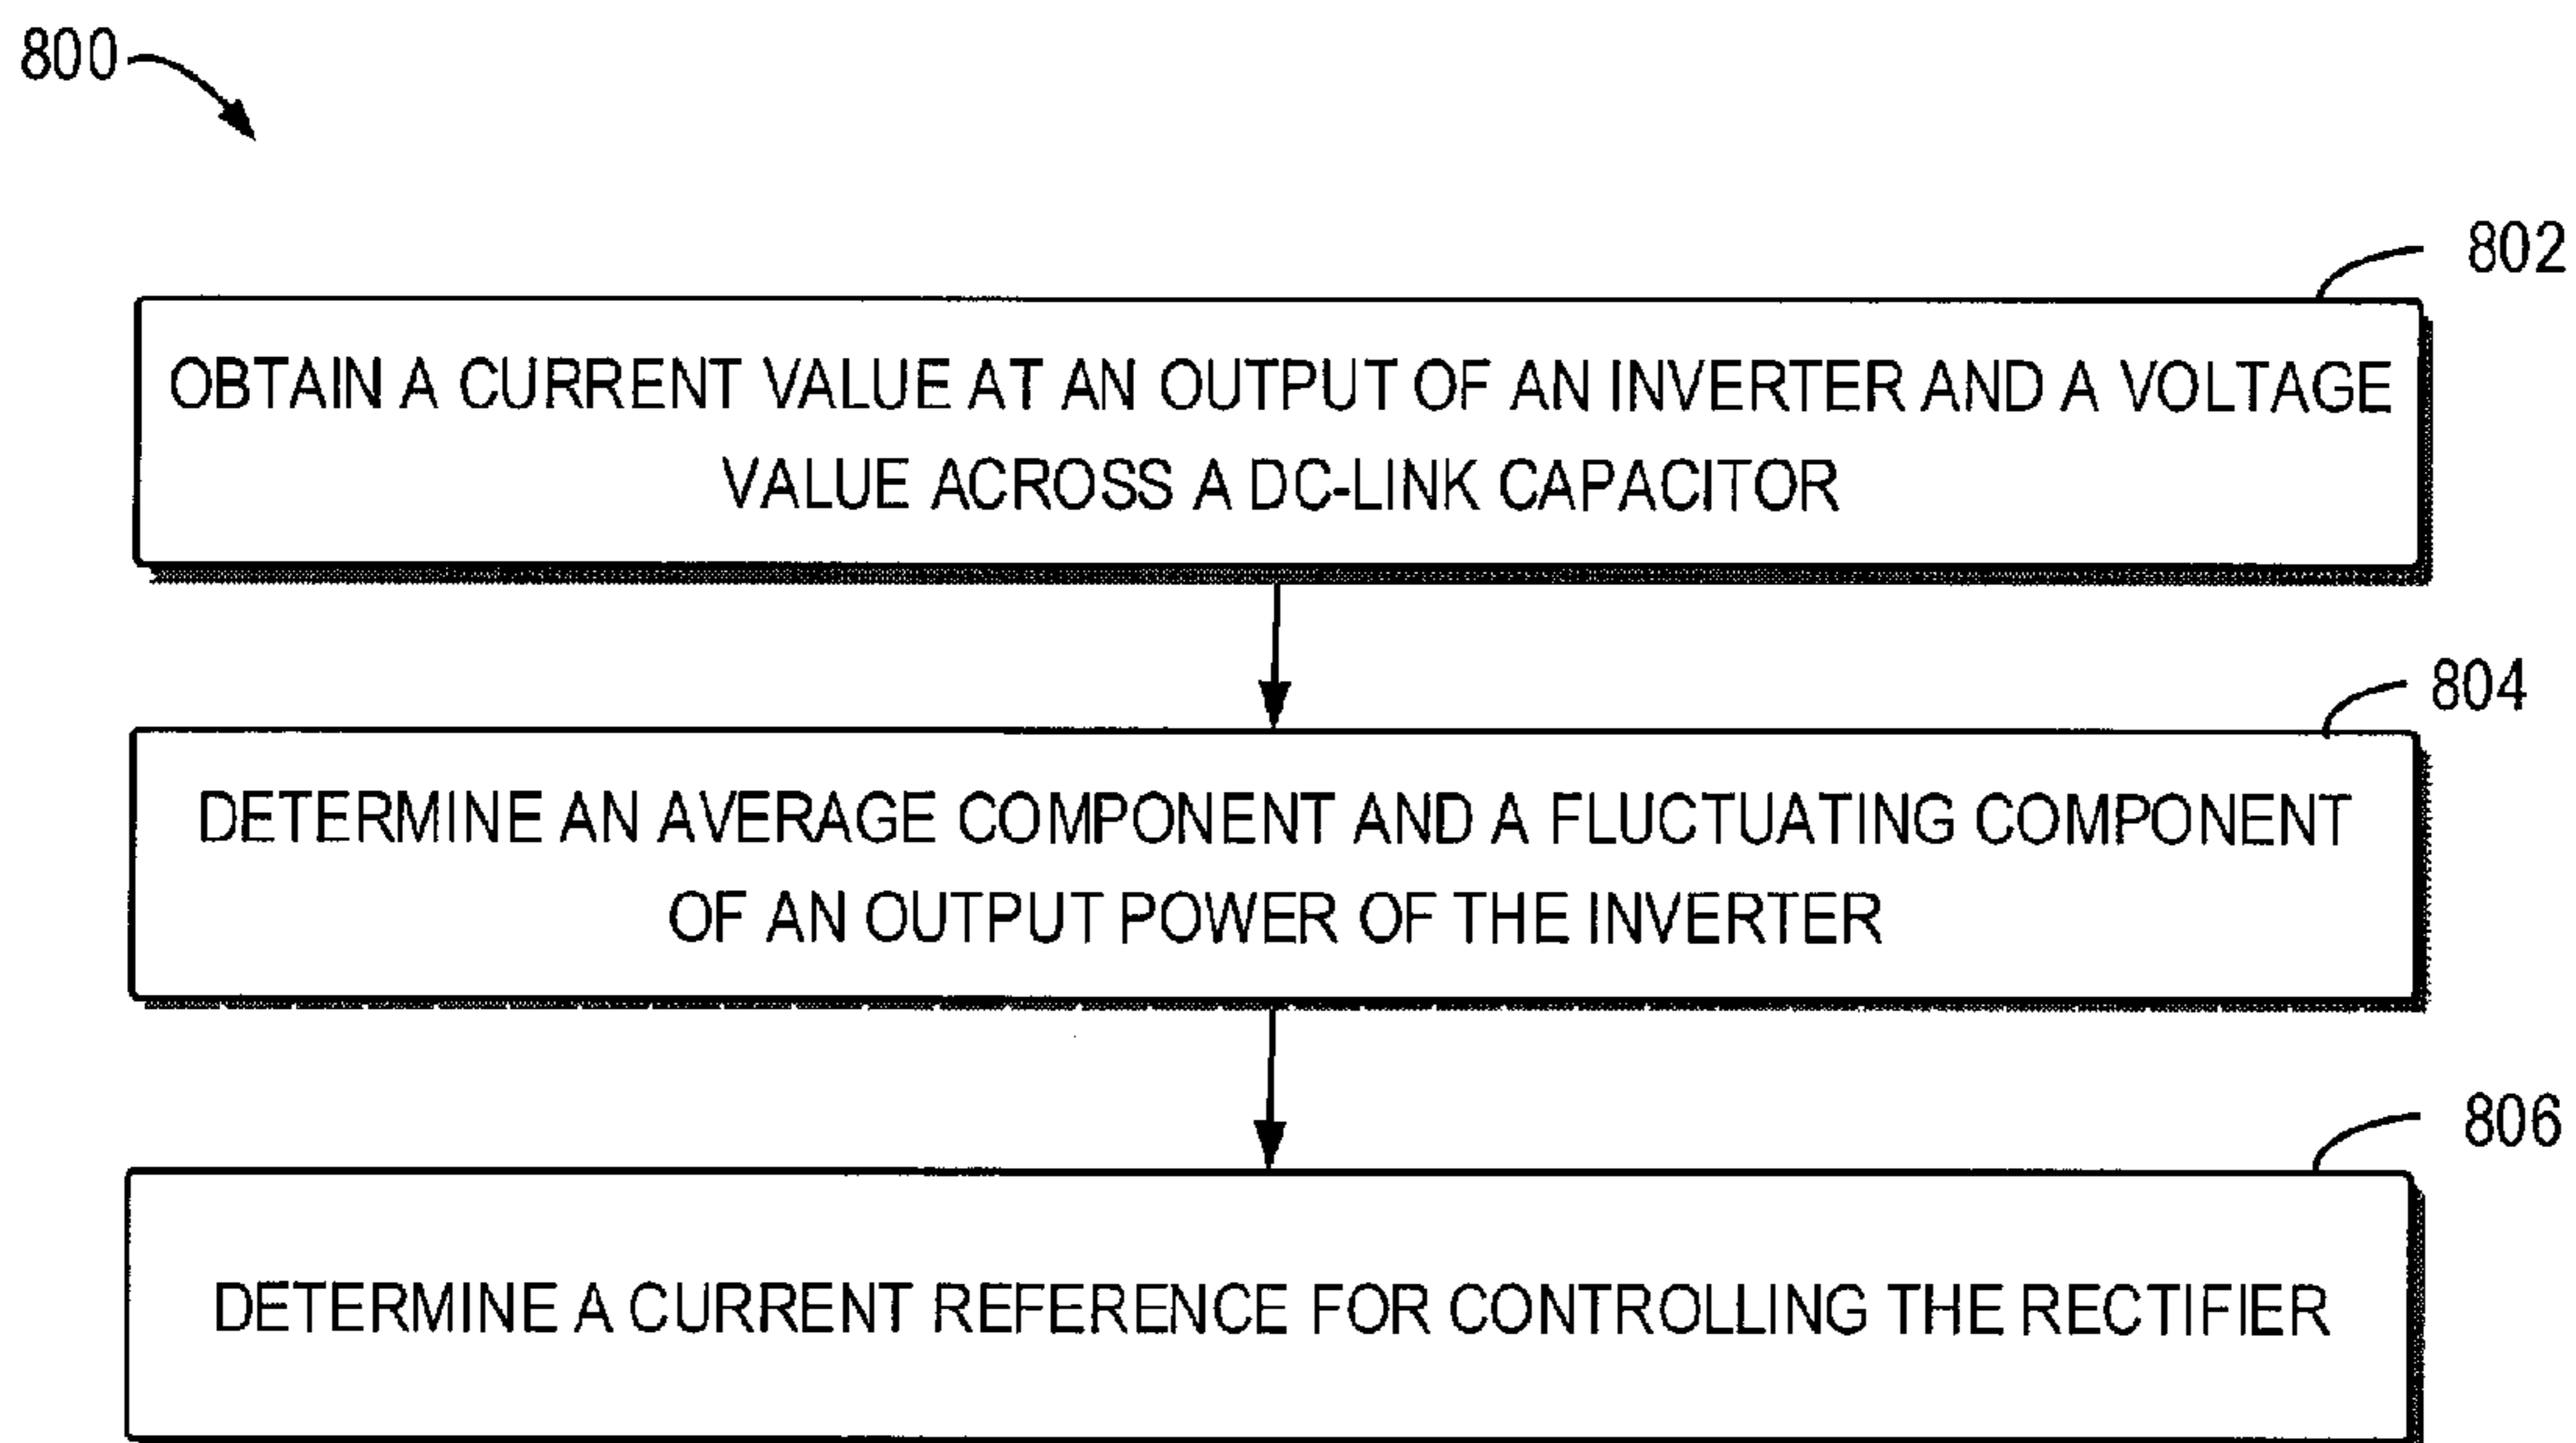 800
802
OBTAIN A CURRENT VALUE AT AN OUTPUT OF AN INVERTER AND A VOLTAGE
VALUE ACROSS A DC-LINK CAPACITOR
804
DETERMINE AN AVERAGE COMPONENT AND A FLUCTUATING COMPONENT
OF AN OUTPUT POWER OF THE INVERTER
806
DETERMINE A CURRENT REFERENCE FOR CONTROLLING THE RECTIFIER